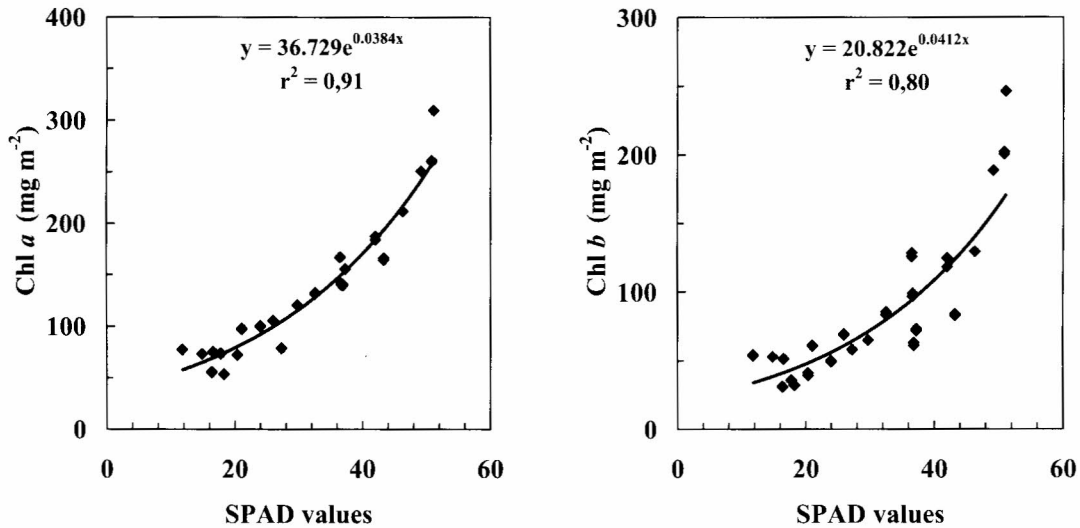 400
300
200
100
0
Chl a (mg m⁻²)
y = 36.729e^0.0384x
r² = 0,91
0 20 40 60
SPAD values
300
200
100
0
Chl b (mg m⁻²)
y = 20.822e^0.0412x
r² = 0,80
0 20 40 60
SPAD values